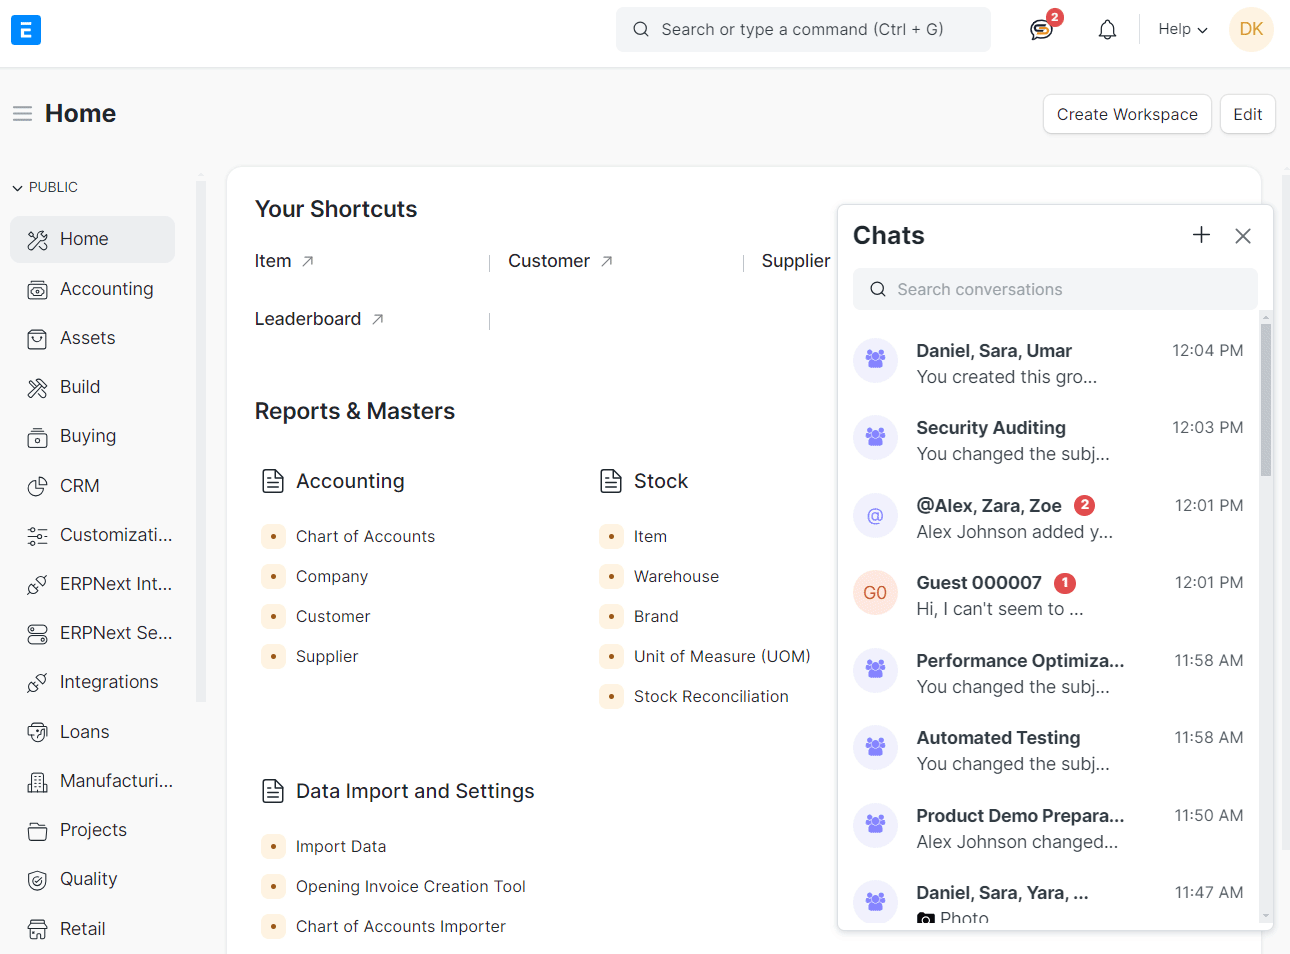 E
Search or type a command (Ctrl + G)
2
Help
DK
Home
Create Workspace
Edit
PUBLIC
Home
Accounting
Assets
Build
Buying
CRM
Customizati...
ERPNext Int...
ERPNext Se...
Integrations
Loans
Manufacturi...
Projects
Quality
Retail
Your Shortcuts
Item
Customer
Supplier
Leaderboard
Reports & Masters
Accounting
Chart of Accounts
Company
Customer
Supplier
Stock
Item
Warehouse
Brand
Unit of Measure (UOM)
Stock Reconciliation
Data Import and Settings
Import Data
Opening Invoice Creation Tool
Chart of Accounts Importer
Chats
Search conversations
Daniel, Sara, Umar 12:04 PM
You created this gro...
Security Auditing 12:03 PM
You changed the subj...
@ @Alex, Zara, Zoe 2 12:01 PM
Alex Johnson added y...
G0 Guest 000007 1 12:01 PM
Hi, I can't seem to ...
Performance Optimiza... 11:58 AM
You changed the subj...
Automated Testing 11:58 AM
You changed the subj...
Product Demo Prepara... 11:50 AM
Alex Johnson changed...
Daniel, Sara, Yara, ... 11:47 AM
Photo